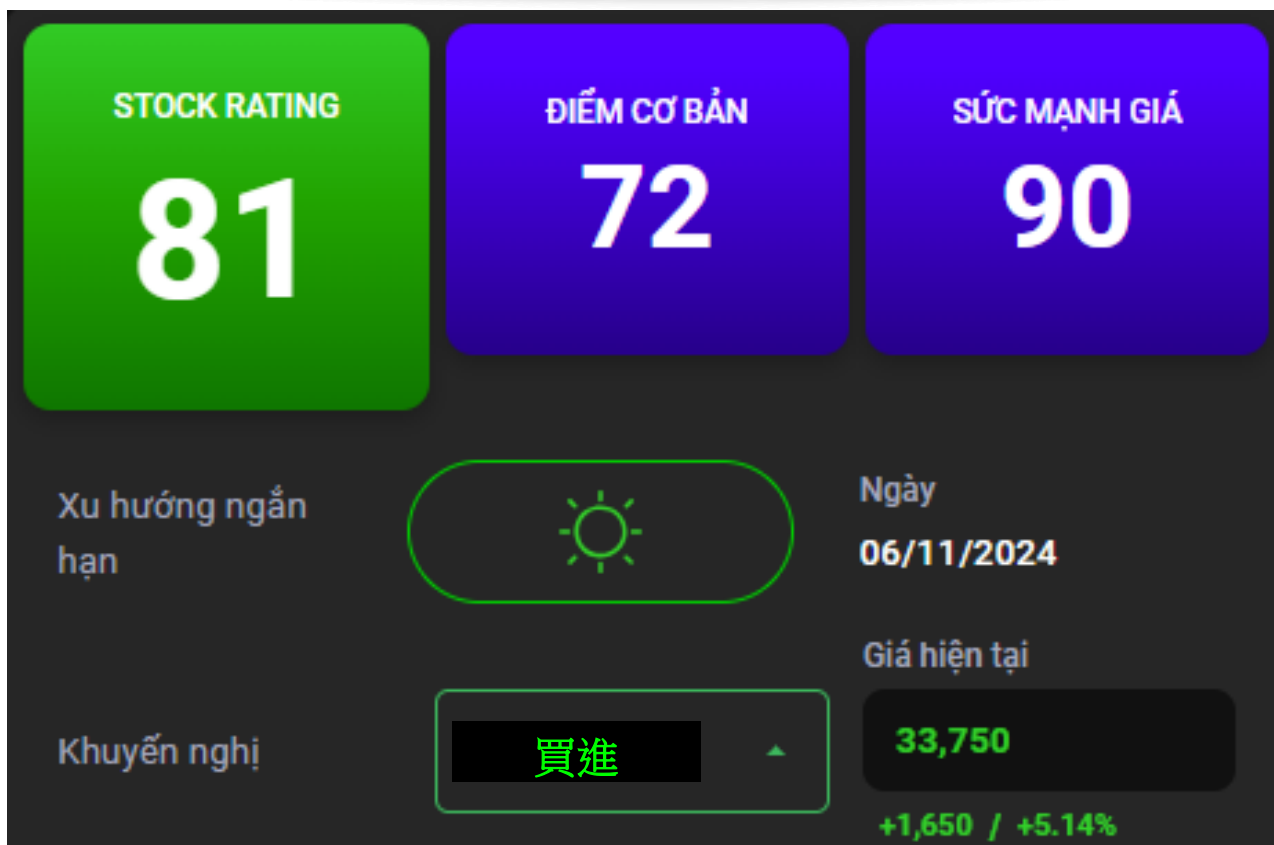 STOCK RATING
81
ĐIỂM CƠ BẢN
72
SỨC MẠNH GIÁ
90
Xu hướng ngắn
hạn
Ngày
06/11/2024
Khuyến nghị
買進
Giá hiện tại
33,750
+1,650 / +5.14%